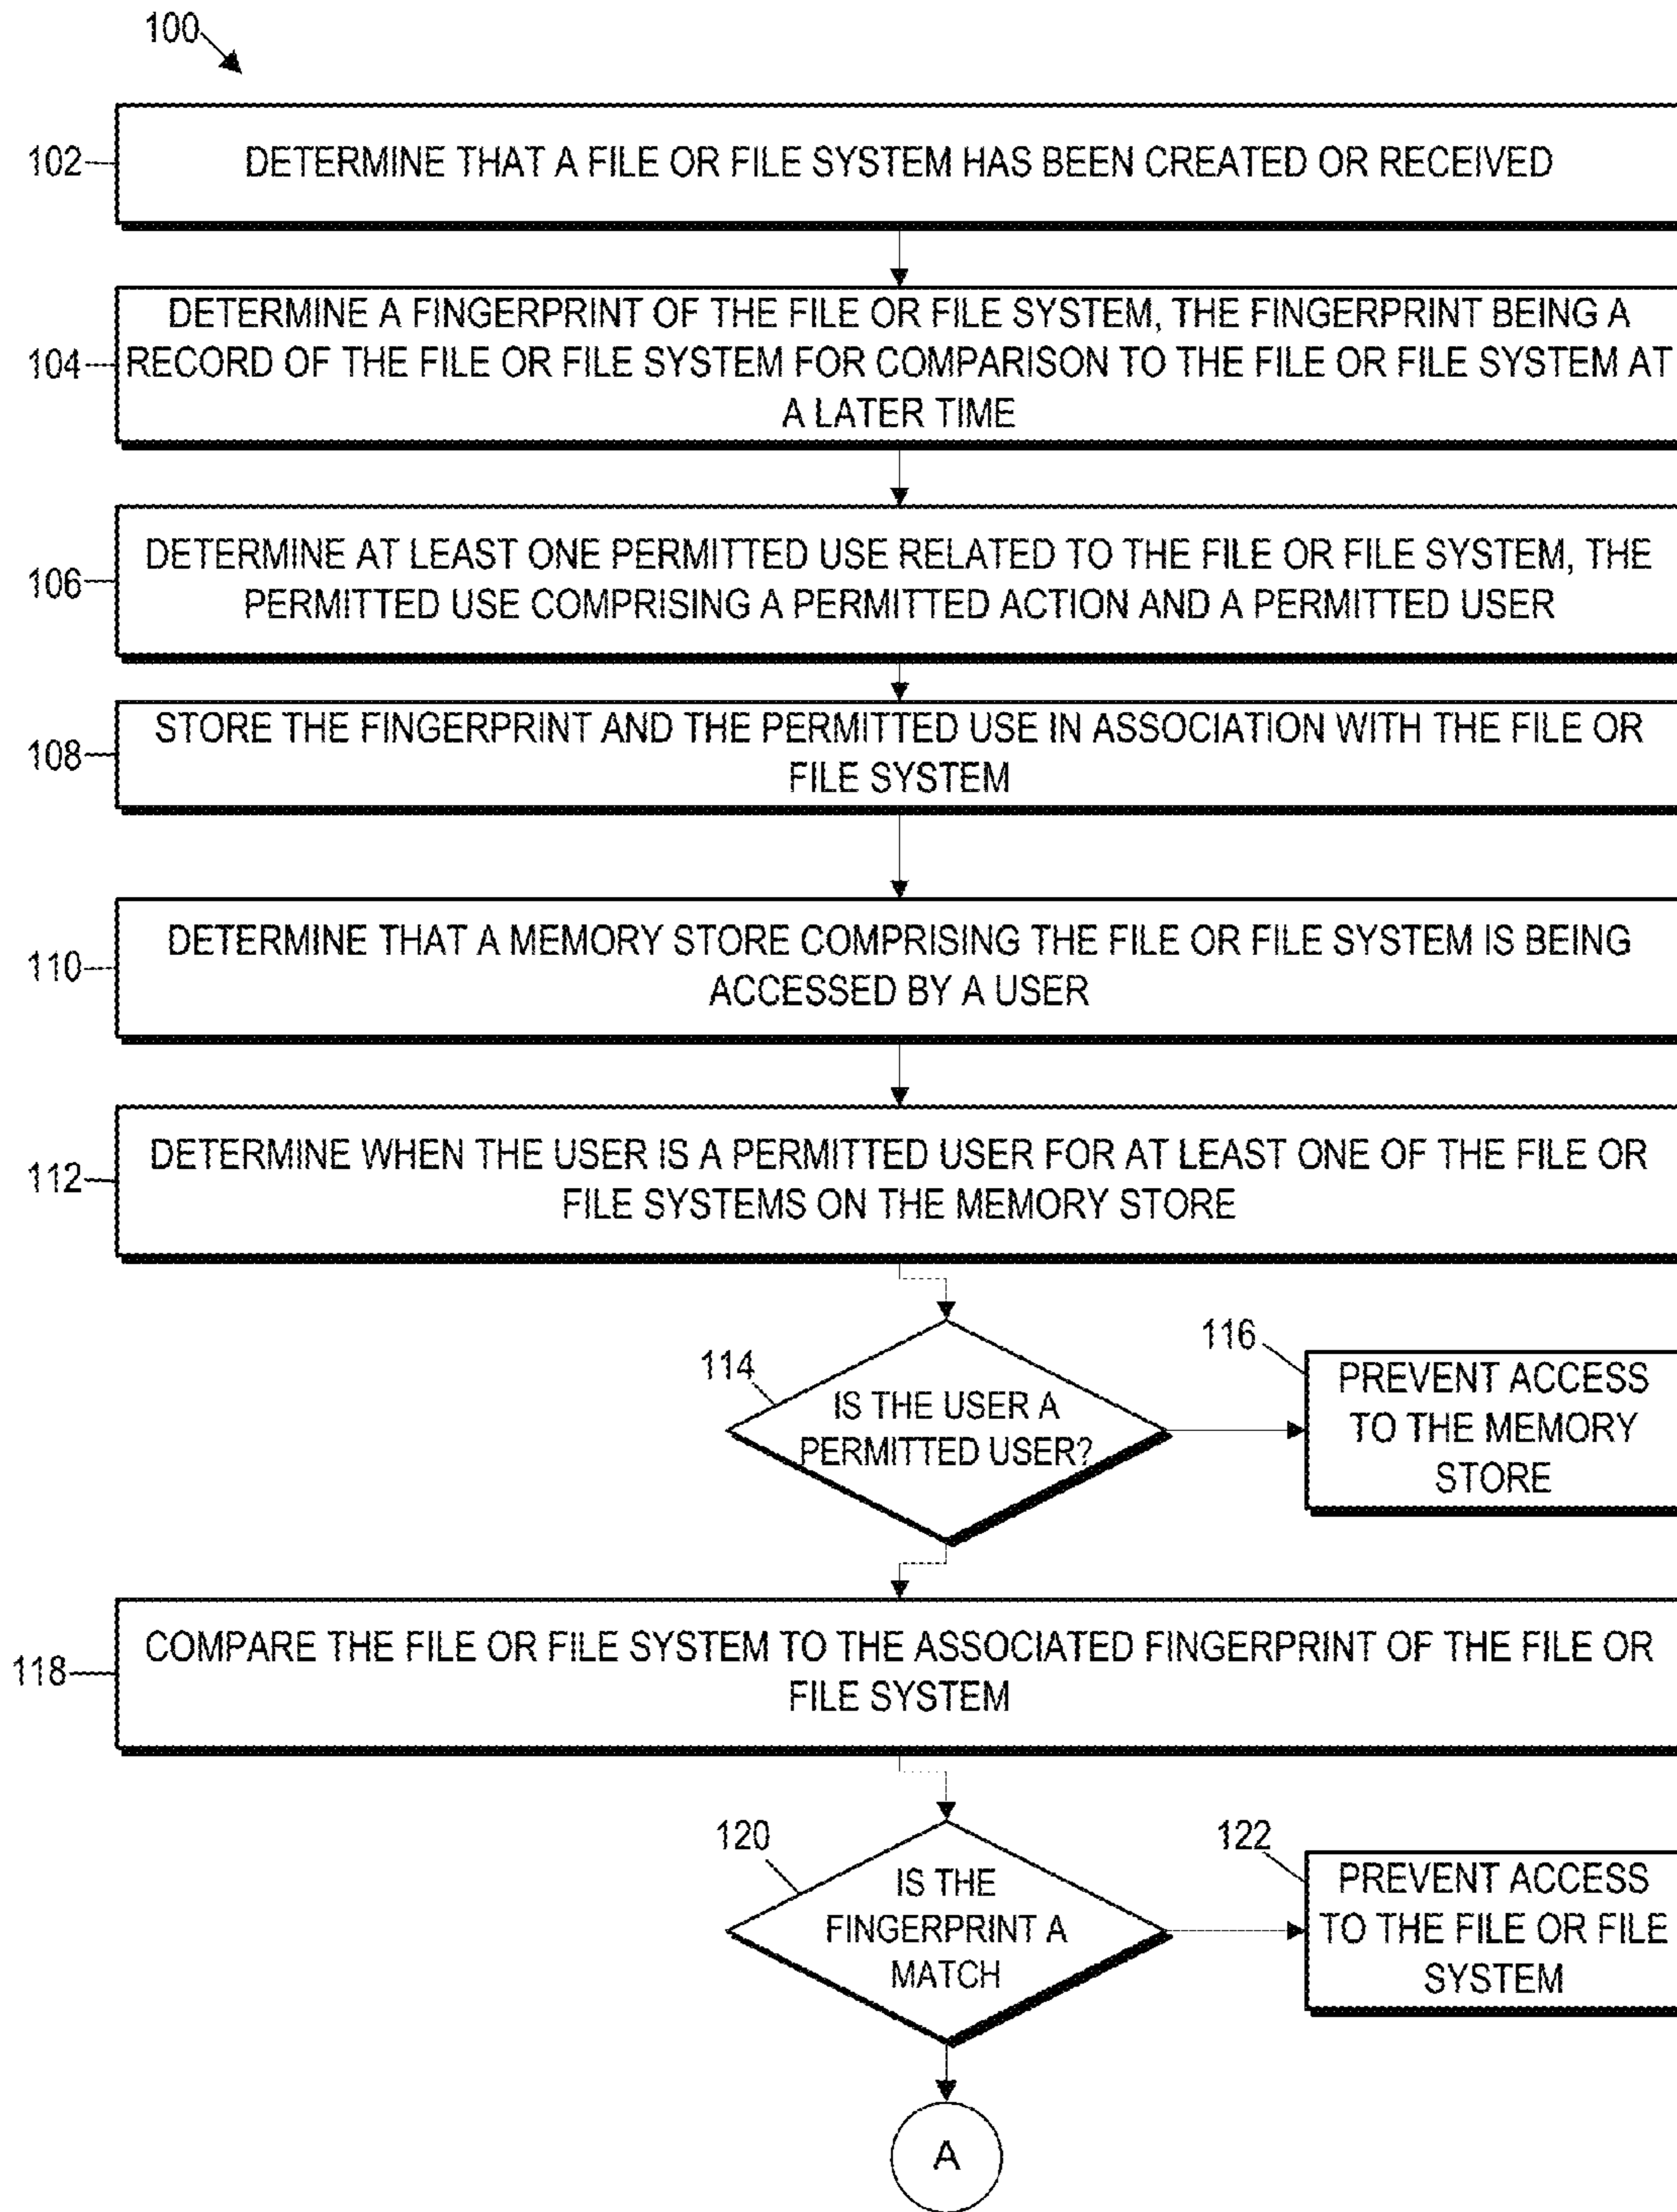 100
102
DETERMINE THAT A FILE OR FILE SYSTEM HAS BEEN CREATED OR RECEIVED
104
DETERMINE A FINGERPRINT OF THE FILE OR FILE SYSTEM, THE FINGERPRINT BEING A
RECORD OF THE FILE OR FILE SYSTEM FOR COMPARISON TO THE FILE OR FILE SYSTEM AT
A LATER TIME
106
DETERMINE AT LEAST ONE PERMITTED USE RELATED TO THE FILE OR FILE SYSTEM, THE
PERMITTED USE COMPRISING A PERMITTED ACTION AND A PERMITTED USER
108
STORE THE FINGERPRINT AND THE PERMITTED USE IN ASSOCIATION WITH THE FILE OR
FILE SYSTEM
110
DETERMINE THAT A MEMORY STORE COMPRISING THE FILE OR FILE SYSTEM IS BEING
ACCESSED BY A USER
112
DETERMINE WHEN THE USER IS A PERMITTED USER FOR AT LEAST ONE OF THE FILE OR
FILE SYSTEMS ON THE MEMORY STORE
114
IS THE USER A
PERMITTED USER?
116
PREVENT ACCESS
TO THE MEMORY
STORE
118
COMPARE THE FILE OR FILE SYSTEM TO THE ASSOCIATED FINGERPRINT OF THE FILE OR
FILE SYSTEM
120
IS THE
FINGERPRINT A
MATCH
122
PREVENT ACCESS
TO THE FILE OR FILE
SYSTEM
A